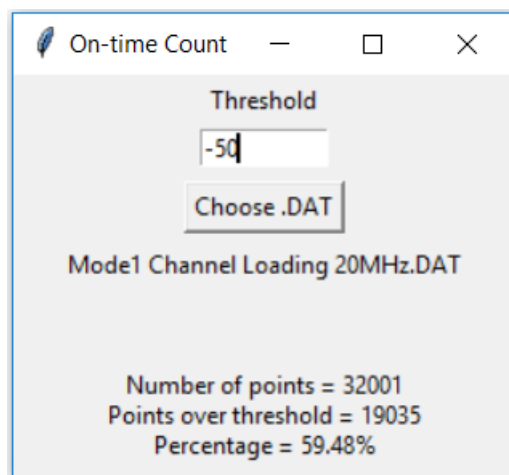 On-time Count
Threshold
-50
Choose .DAT
Mode1 Channel Loading 20MHz.DAT
Number of points = 32001
Points over threshold = 19035
Percentage = 59.48%